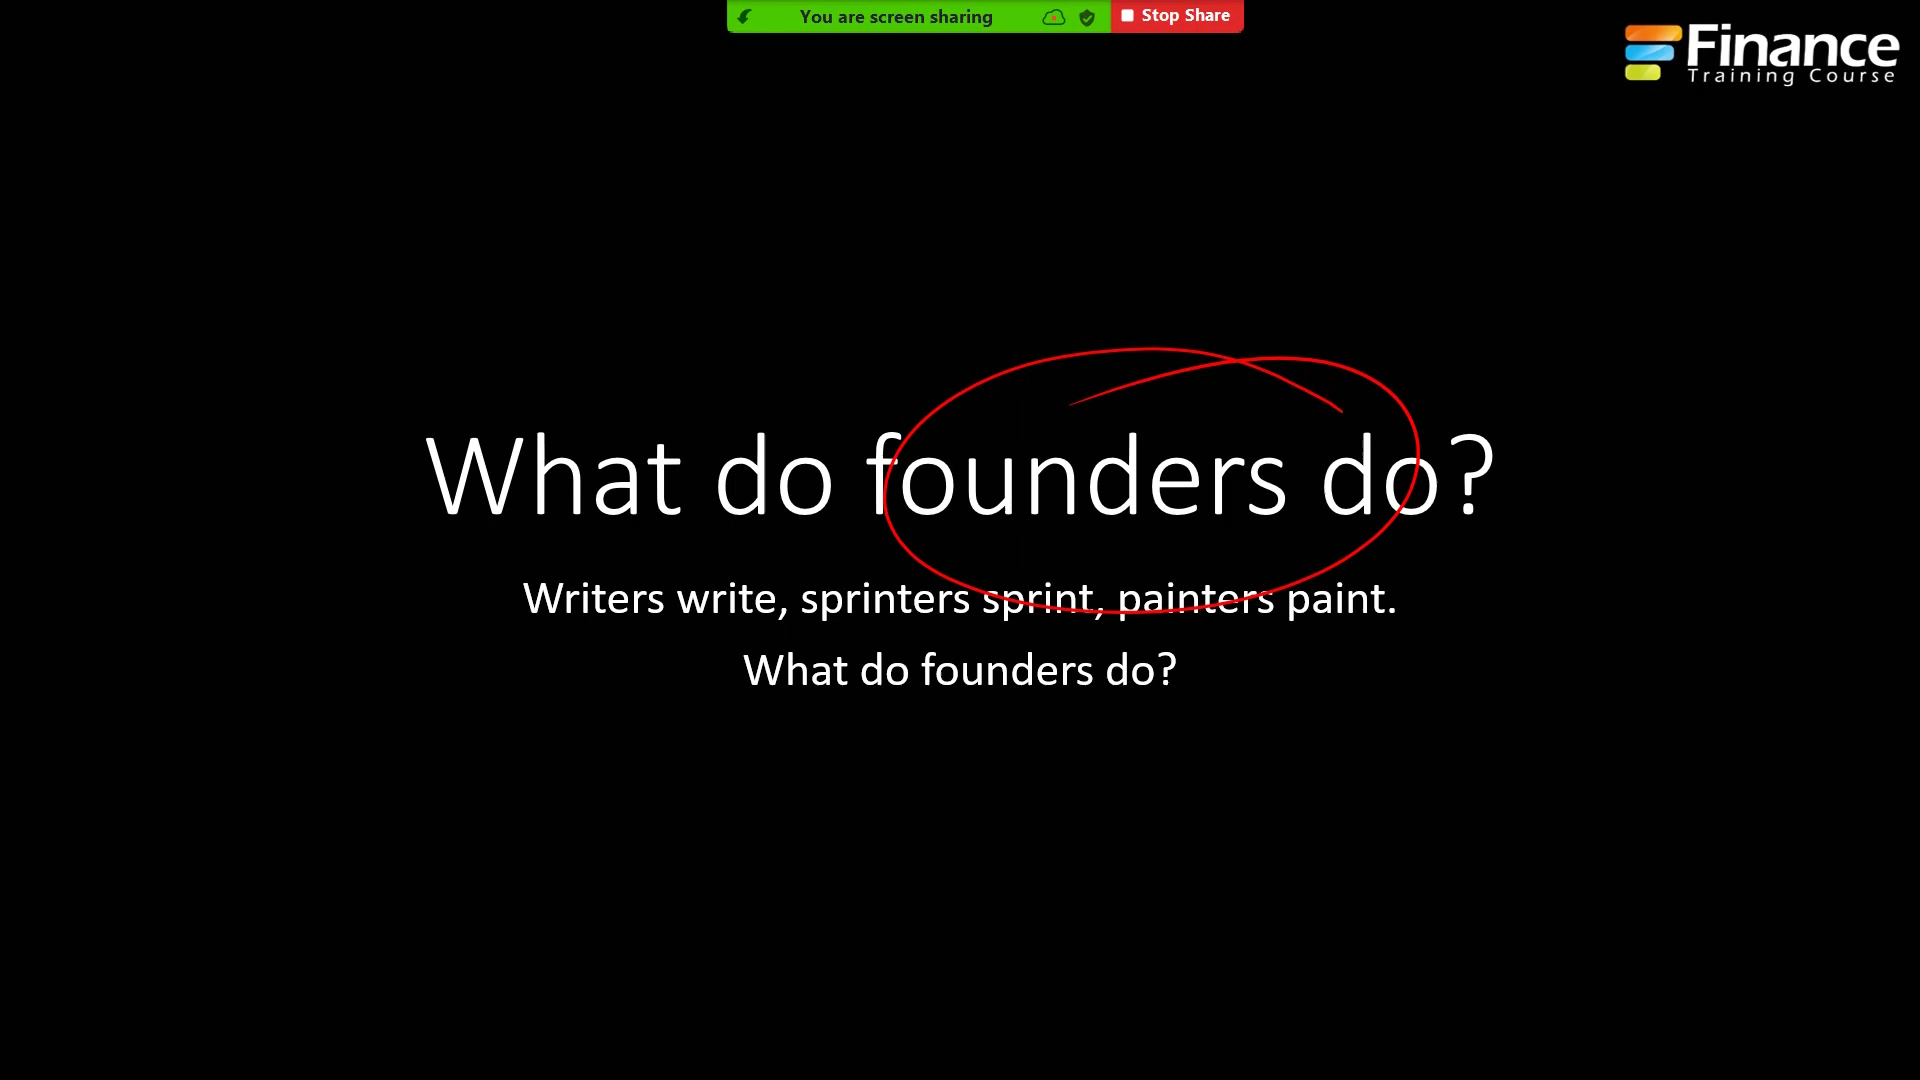 You are screen sharing
Stop Share
Finance
Training Course
What do founders do?
Writers write, sprinters sprint, painters paint.
What do founders do?